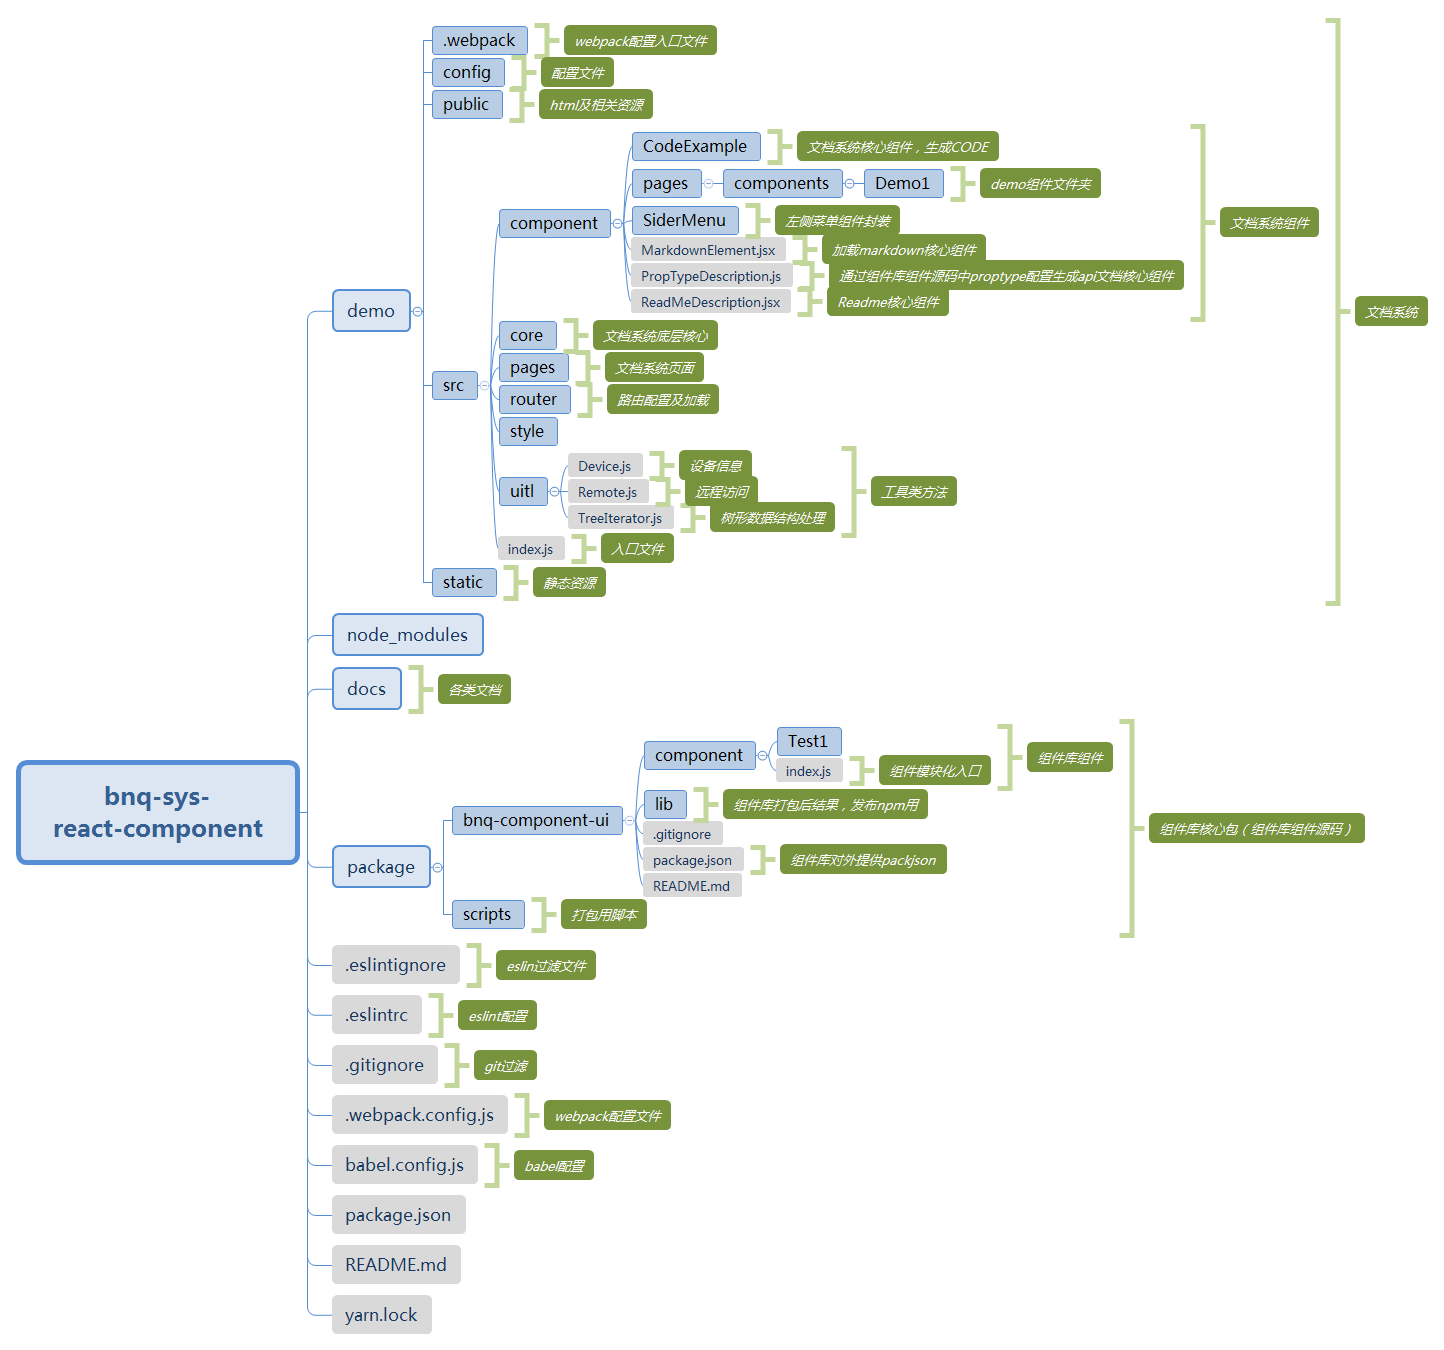 bnq-sys-
react-component
demo
.webpack
webpack配置入口文件
config
配置文件
public
html及相关资源
src
component
CodeExample
文档系统核心组件，生成CODE
pages
components
Demo1
demo组件文件夹
SiderMenu
左侧菜单组件封装
MarkdownElement.jsx
加载markdown核心组件
PropTypeDescription.js
通过组件库组件源码中proptype配置生成api文档核心组件
ReadMeDescription.jsx
Readme核心组件
文档系统组件
core
文档系统底层核心
pages
文档系统页面
router
路由配置及加载
style
uitl
Device.js
设备信息
Remote.js
远程访问
TreeIterator.js
树形数据结构处理
工具类方法
index.js
入口文件
static
静态资源
文档系统
node_modules
docs
各类文档
package
bnq-component-ui
component
Test1
index.js
组件模块化入口
组件库组件
lib
组件库打包后结果，发布npm用
.gitignore
package.json
组件库对外提供packjson
README.md
scripts
打包用脚本
组件库核心包（组件库组件源码）
.eslintignore
eslin过滤文件
.eslintrc
eslint配置
.gitignore
git过滤
.webpack.config.js
webpack配置文件
babel.config.js
babel配置
package.json
README.md
yarn.lock